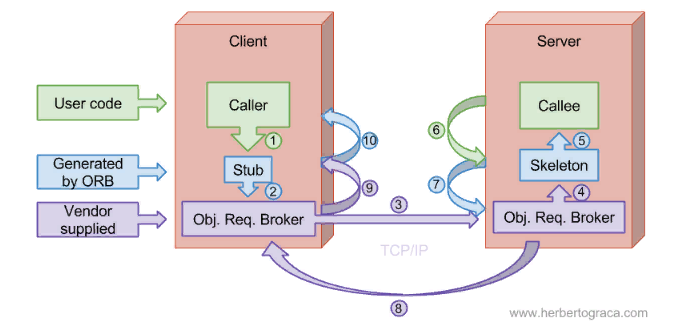 Client
Server
User code
Caller
Callee
1
6
10
5
Generated
by ORB
Stub
Skeleton
2
9
7
4
Vendor
supplied
Obj. Req. Broker
3
Obj. Req. Broker
TCP/IP
8
www.herbertograca.com